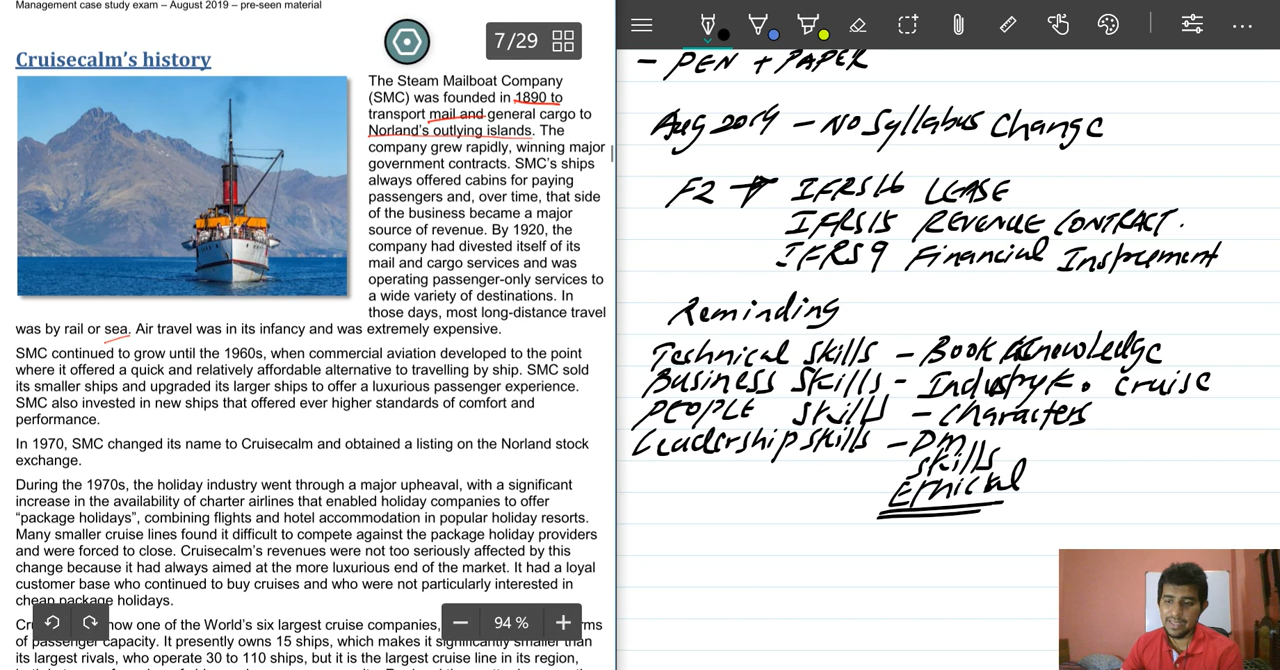 Management case study exam – August 2019 – pre-seen material
7/29
Cruisecalm's history
The Steam Mailboat Company
(SMC) was founded in 1890 to
transport mail and general cargo to
Norland's outlying islands. The
company grew rapidly, winning major
government contracts. SMC's ships
always offered cabins for paying
passengers and, over time, that side
of the business became a major
source of revenue. By 1920, the
company had divested itself of its
mail and cargo services and was
operating passenger-only services to
a wide variety of destinations. In
those days, most long-distance travel
was by rail or sea. Air travel was in its infancy and was extremely expensive.
SMC continued to grow until the 1960s, when commercial aviation developed to the point
where it offered a quick and relatively affordable alternative to travelling by ship. SMC sold
its smaller ships and upgraded its larger ships to offer a luxurious passenger experience.
SMC also invested in new ships that offered ever higher standards of comfort and
performance.
In 1970, SMC changed its name to Cruisecalm and obtained a listing on the Norland stock
exchange.
During the 1970s, the holiday industry went through a major upheaval, with a significant
increase in the availability of charter airlines that enabled holiday companies to offer
“package holidays”, combining flights and hotel accommodation in popular holiday resorts.
Many smaller cruise lines found it difficult to compete against the package holiday providers
and were forced to close. Cruisecalm's revenues were not too seriously affected by this
change because it had always aimed at the more luxurious end of the market. It had a loyal
customer base who continued to buy cruises and who were not particularly interested in
cheap package holidays.
now one of the World's six largest cruise companies,
of passenger capacity. It presently owns 15 ships, which makes it significantly smaller than
its largest rivals, who operate 30 to 110 ships, but it is the largest cruise line in its region,
94 %
- PEN + PAPER
Aug 2019 - No Syllabus Change
F2 → IFRS16 LEASE
IFRS15 REVENUE CONTRACT.
IFRS9 Financial Instrument
Reminding
Technical skills - Book Knowledge
Business skills - Industry K. Cruise
PEOPLE skills - characters
Leadership skills - DM
skills
Ethical